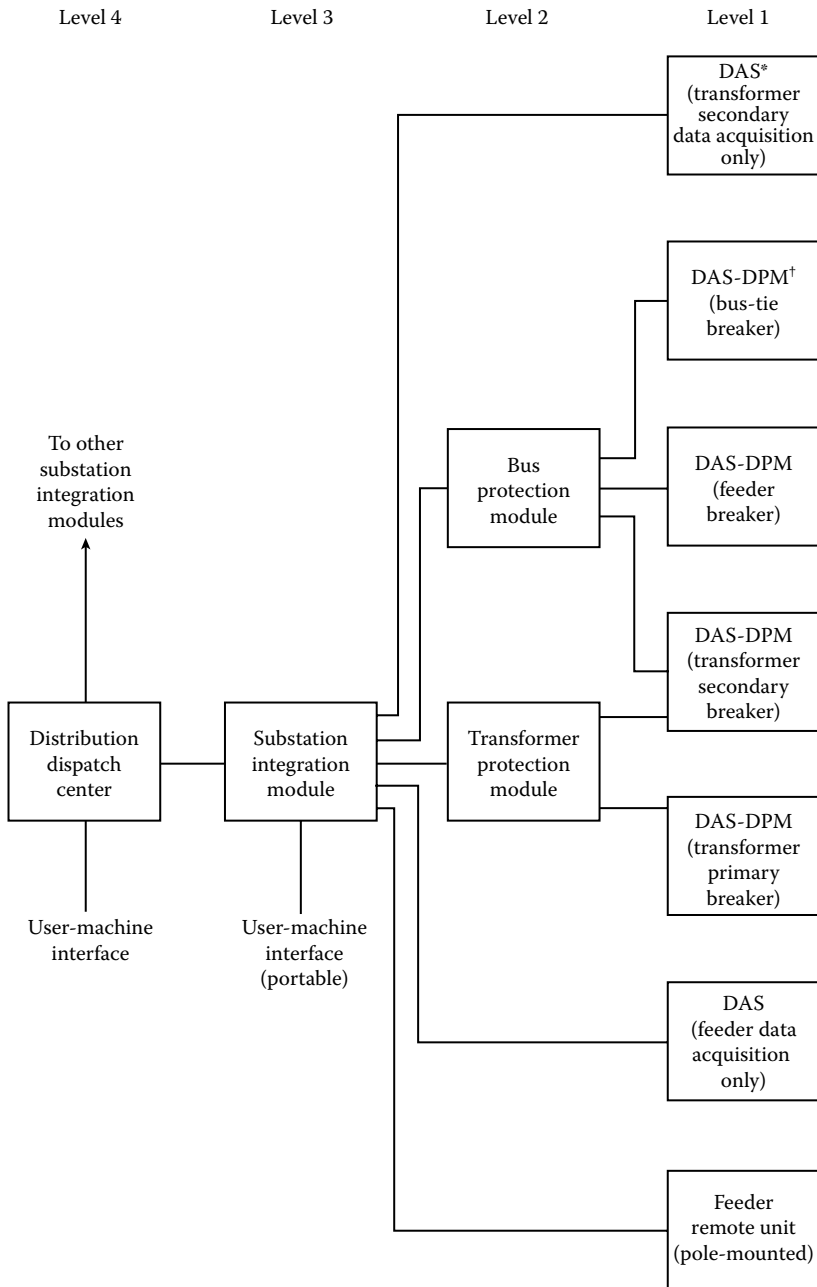 Level 4
Level 3
Level 2
Level 1
DAS*
(transformer
secondary
data acquisition
only)
DAS-DPM†
(bus-tie
breaker)
To other
substation
integration
modules
Bus
protection
module
DAS-DPM
(feeder
breaker)
DAS-DPM
(transformer
secondary
breaker)
Distribution
dispatch
center
Substation
integration
module
Transformer
protection
module
DAS-DPM
(transformer
primary
breaker)
User-machine
interface
User-machine
interface
(portable)
DAS
(feeder data
acquisition
only)
Feeder
remote unit
(pole-mounted)